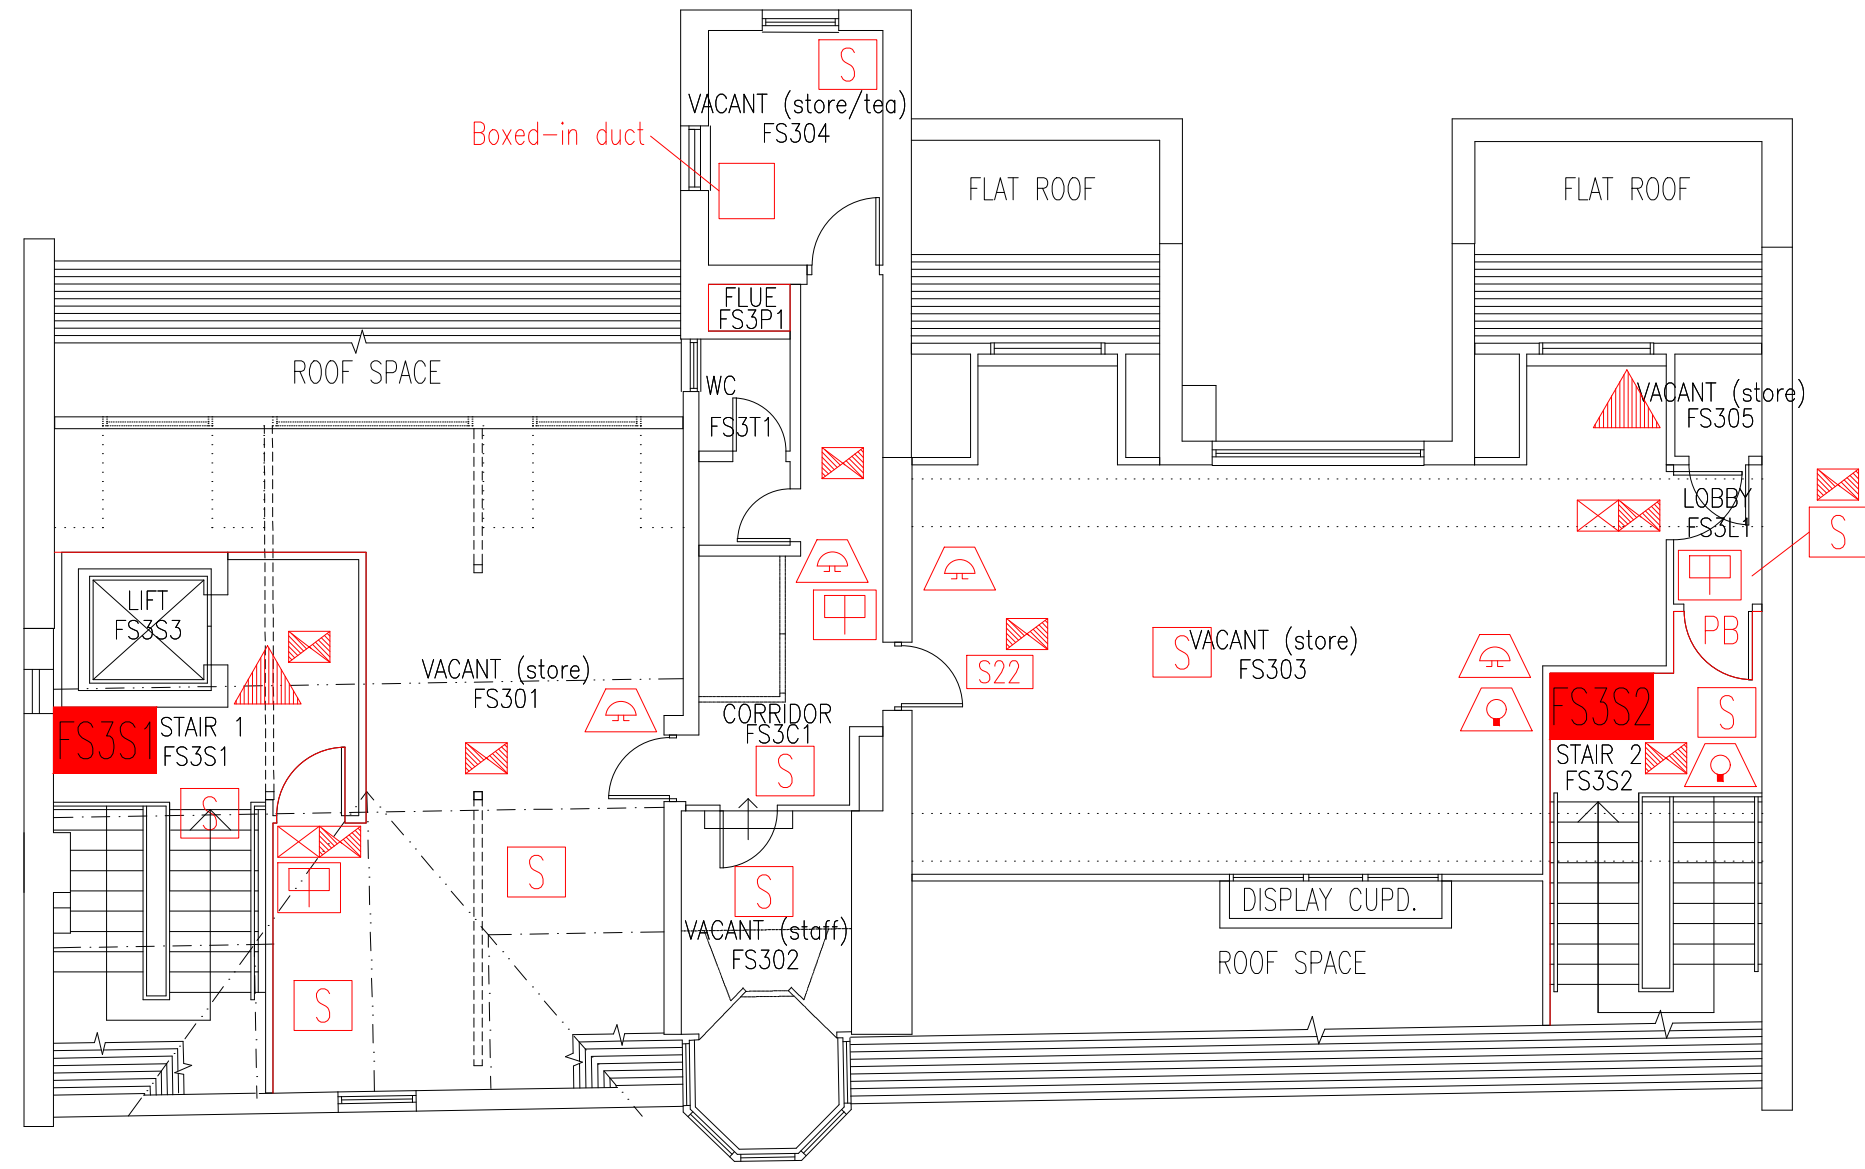 S
VACANT (store/tea)
FS304
Boxed-in duct
FLAT ROOF
FLAT ROOF
FLUE
FS3P1
ROOF SPACE
WC
FS3T1
VACANT (store)
FS305
LOBBY
FS3L1
S
LIFT
FS3S3
PB
VACANT (store)
FS301
S22
S
VACANT (store)
FS303
FS3S1
STAIR 1
FS3S1
CORRIDOR
FS3C1
FS3S2
S
STAIR 2
FS3S2
S
S
S
S
VACANT (staff)
FS302
DISPLAY CUPD.
ROOF SPACE
S